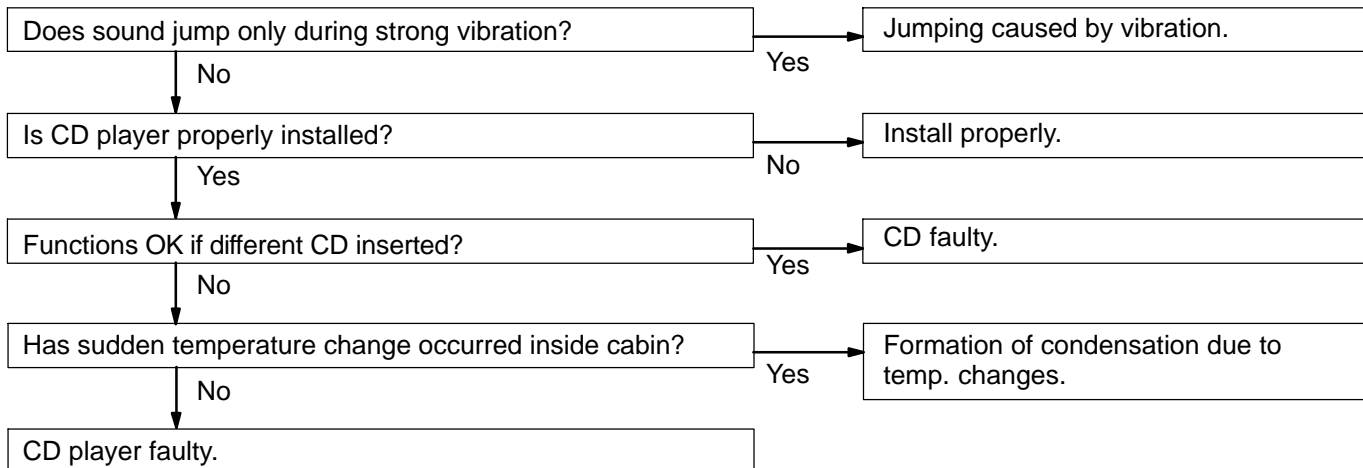 Does sound jump only during strong vibration?
Yes
Jumping caused by vibration.
No
Is CD player properly installed?
No
Install properly.
Yes
Functions OK if different CD inserted?
Yes
CD faulty.
No
Has sudden temperature change occurred inside cabin?
Yes
Formation of condensation due to
temp. changes.
No
CD player faulty.